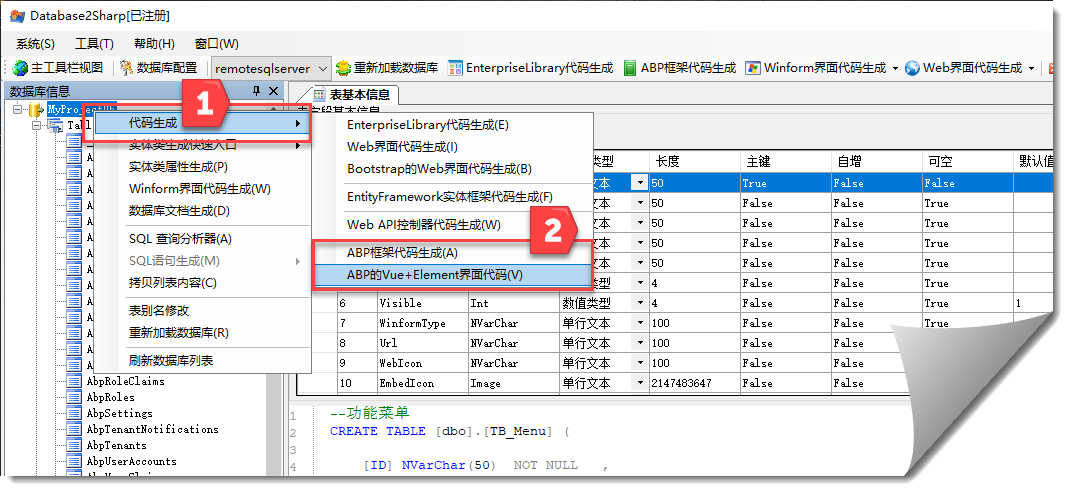 Database2Sharp[已注册]
系统(S) 工具(T) 帮助(H) 窗口(W)
主工具栏视图 数据库配置 remotesqlserver 重新加载数据库 EnterpriseLibrary代码生成 ABP框架代码生成 Winform界面代码生成 Web界面代码生成
数据库信息
表基本信息
MyProjectDb
Tabl
1
代码生成
实体类生成快速入口
实体类属性生成(P)
Winform界面代码生成(W)
数据库文档生成(D)
SQL 查询分析器(A)
SQL语句生成(M)
拷贝列表内容(C)
表别名修改
重新加载数据库(R)
刷新数据库列表
EnterpriseLibrary代码生成(E)
Web界面代码生成(I)
Bootstrap的Web界面代码生成(B)
EntityFramework实体框架代码生成(F)
Web API控制器代码生成(W)
2
ABP框架代码生成(A)
ABP的Vue+Element界面代码(V)
类型 长度 主键 自增 可空 默认值
文本 50 True False False
文本 50 False False True
文本 50 False False True
文本 50 False False True
文本 50 False False True
类型 4 False False True
6 Visible Int 数值类型 4 False False True 1
7 WinformType NVarChar 单行文本 100 False False True
8 Url NVarChar 单行文本 100 False False
9 WebIcon NVarChar 单行文本 100 False False
10 EmbedIcon Image 单行文本 2147483647 False False
AbpRoleClaims
AbpRoles
AbpSettings
AbpTenantNotifications
AbpTenants
AbpUserAccounts
1 --功能菜单
2 CREATE TABLE [dbo].[TB_Menu] (
3
4 [ID] NVarChar(50) NOT NULL ,